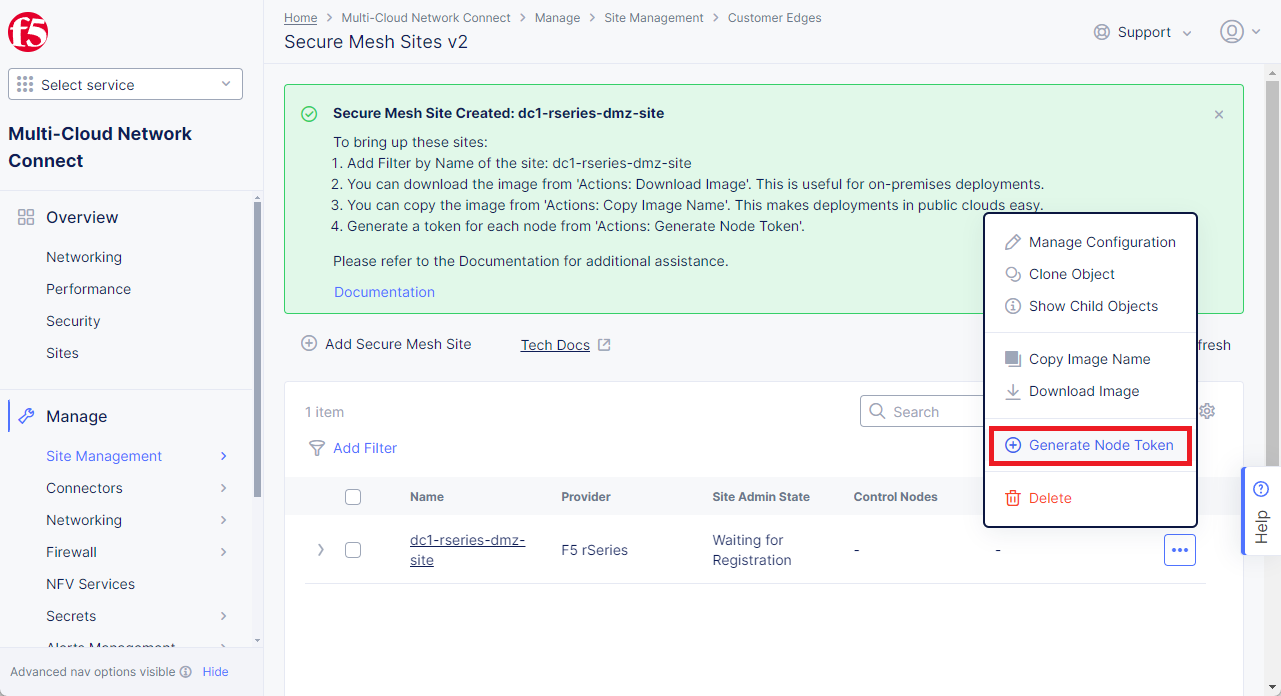 f5
Select service
Multi-Cloud Network
Connect
Overview
Networking
Performance
Security
Sites
Manage
Site Management
Connectors
Networking
Firewall
NFV Services
Secrets
Alerts Management
Advanced nav options visible
Hide
Home > Multi-Cloud Network Connect > Manage > Site Management > Customer Edges
Secure Mesh Sites v2
Support
Secure Mesh Site Created: dc1-rseries-dmz-site
To bring up these sites:
1. Add Filter by Name of the site: dc1-rseries-dmz-site
2. You can download the image from 'Actions: Download Image'. This is useful for on-premises deployments.
3. You can copy the image from 'Actions: Copy Image Name'. This makes deployments in public clouds easy.
4. Generate a token for each node from 'Actions: Generate Node Token'.
Please refer to the Documentation for additional assistance.
Documentation
Add Secure Mesh Site
Tech Docs
fresh
1 item
Search
Add Filter
Name Provider Site Admin State Control Nodes
dc1-rseries-dmz-
site
F5 rSeries
Waiting for
Registration
-
-
Manage Configuration
Clone Object
Show Child Objects
Copy Image Name
Download Image
Generate Node Token
Delete
Help